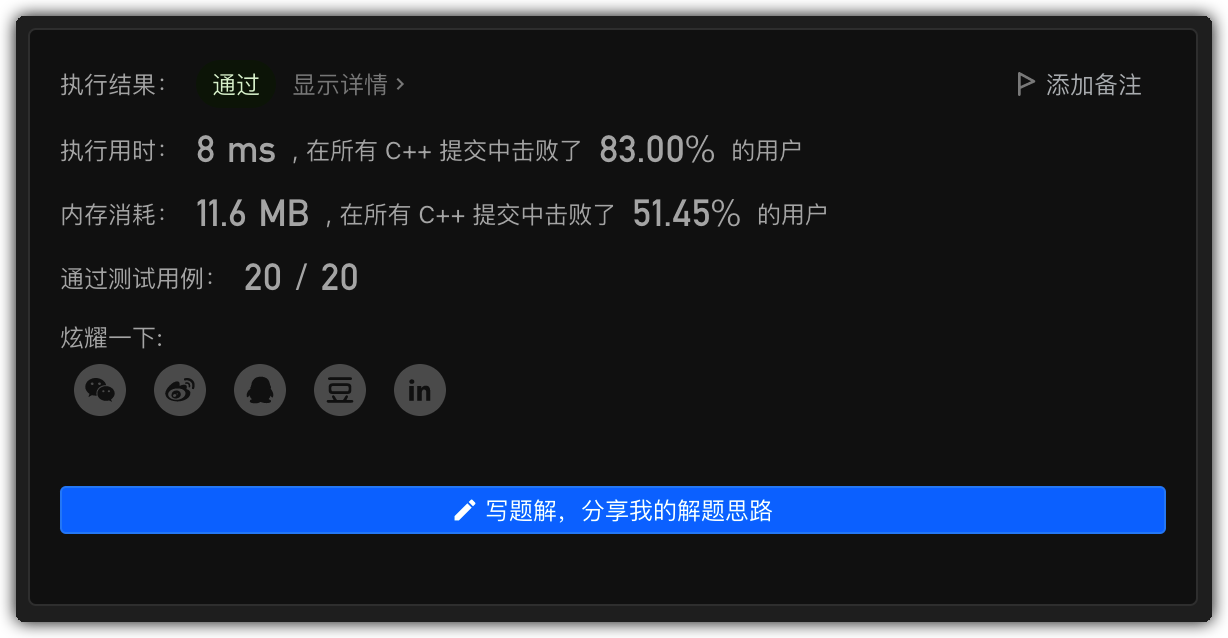 执行结果： 通过 显示详情 › 添加备注
执行用时： 8 ms , 在所有 C++ 提交中击败了 83.00% 的用户
内存消耗： 11.6 MB , 在所有 C++ 提交中击败了 51.45% 的用户
通过测试用例： 20 / 20
炫耀一下:
豆 in
写题解，分享我的解题思路